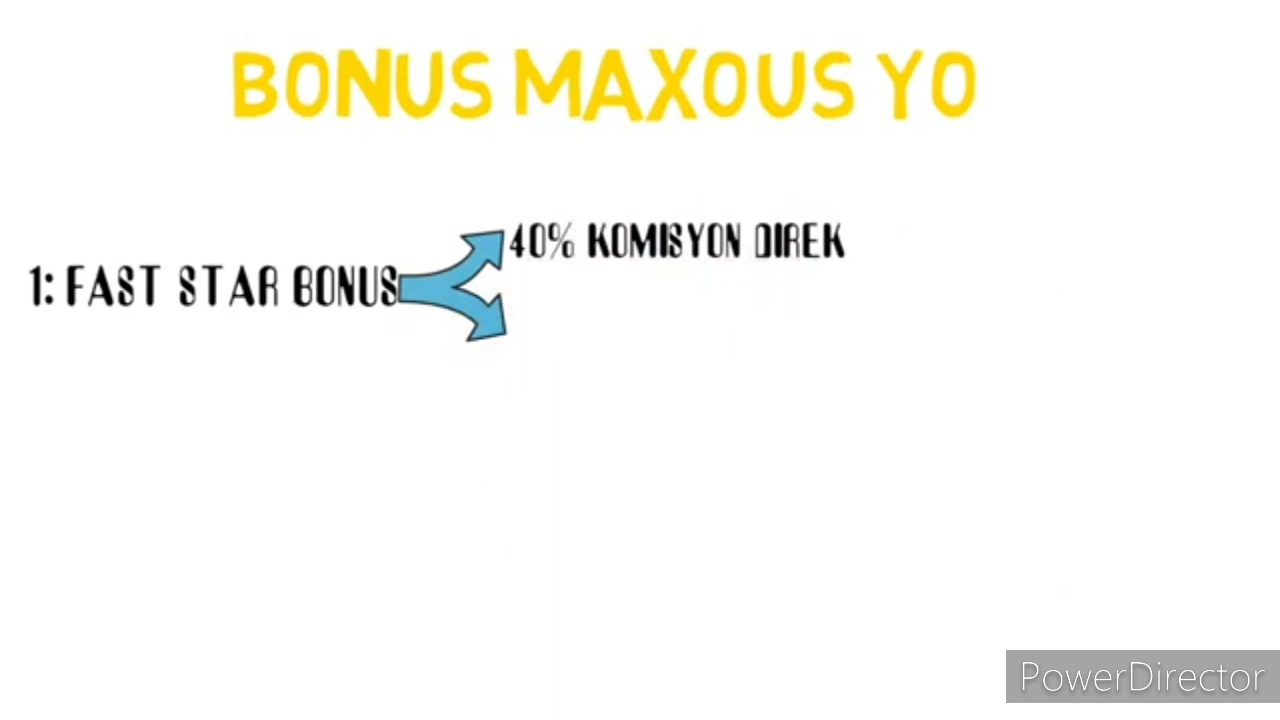 BONUS MAXOUS YO
40% KOMISYON DIREK
1: FAST STAR BONUS
PowerDirector